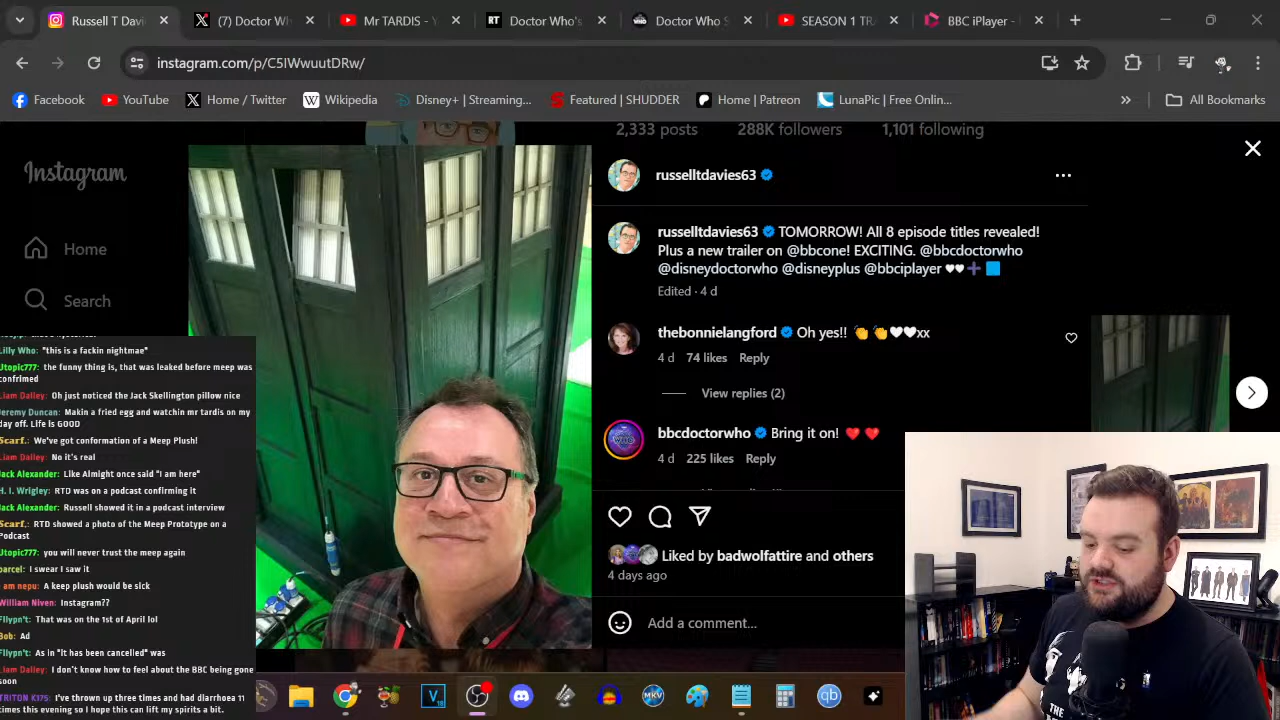 Russell T Davi
(7) Doctor Wh
Mr TARDIS - Y
RT
Doctor Who's
Doctor Who S
SEASON 1 TRA
BBC iPlayer -
instagram.com/p/C5IWwuutDRw/
Facebook
YouTube
Home / Twitter
Wikipedia
Disney+ | Streaming...
Featured | SHUDDER
Home | Patreon
LunaPic | Free Onlin...
»
All Bookmarks
2,333 posts
288K followers
1,101 following
Instagram
Home
Search
russelltdavies63
russelltdavies63 TOMORROW! All 8 episode titles revealed!
Plus a new trailer on @bbcone! EXCITING. @bbcdoctorwho
@disneydoctorwho @disneyplus @bbciplayer 🤍🤍➕🟦
Edited · 4 d
thebonnielangford Oh yes!! 👏👏🤍🤍xx
4 d 74 likes Reply
View replies (2)
bbcdoctorwho Bring it on! ❤️❤️
4 d 225 likes Reply
Liked by badwolfattire and others
4 days ago
Add a comment...
Lilly Who: "this is a fackin nightmae"
Utopic777: the funny thing is, that was leaked before meep was
confrimed
Liam Dalley: Oh just noticed the Jack Skellington pillow nice
Jeremy Duncan: Makin a fried egg and watchin mr tardis on my
day off. Life is GOOD
Scarf.: We've got conformation of a Meep Plush!
Liam Dalley: No it's real
Jack Alexander: Like Almight once said "I am here"
H. I. Wrigley: RTD was on a podcast confirming it
Jack Alexander: Russell showed it in a podcast interview
Scarf.: RTD showed a photo of the Meep Prototype on a
Podcast
Utopic777: you will never trust the meep again
parcel: I swear I saw it
i am nepu: A keep plush would be sick
William Niven: Instagram??
Fliypn't: That was on the 1st of April lol
Bob: Ad
Fliypn't: As in "It has been cancelled" was
Liam Dalley: I don't know how to feel about the BBC being gone
soon
TRITON K175: I've thrown up three times and had diarrhoea 11
times this evening so I hope this can lift my spirits a bit.